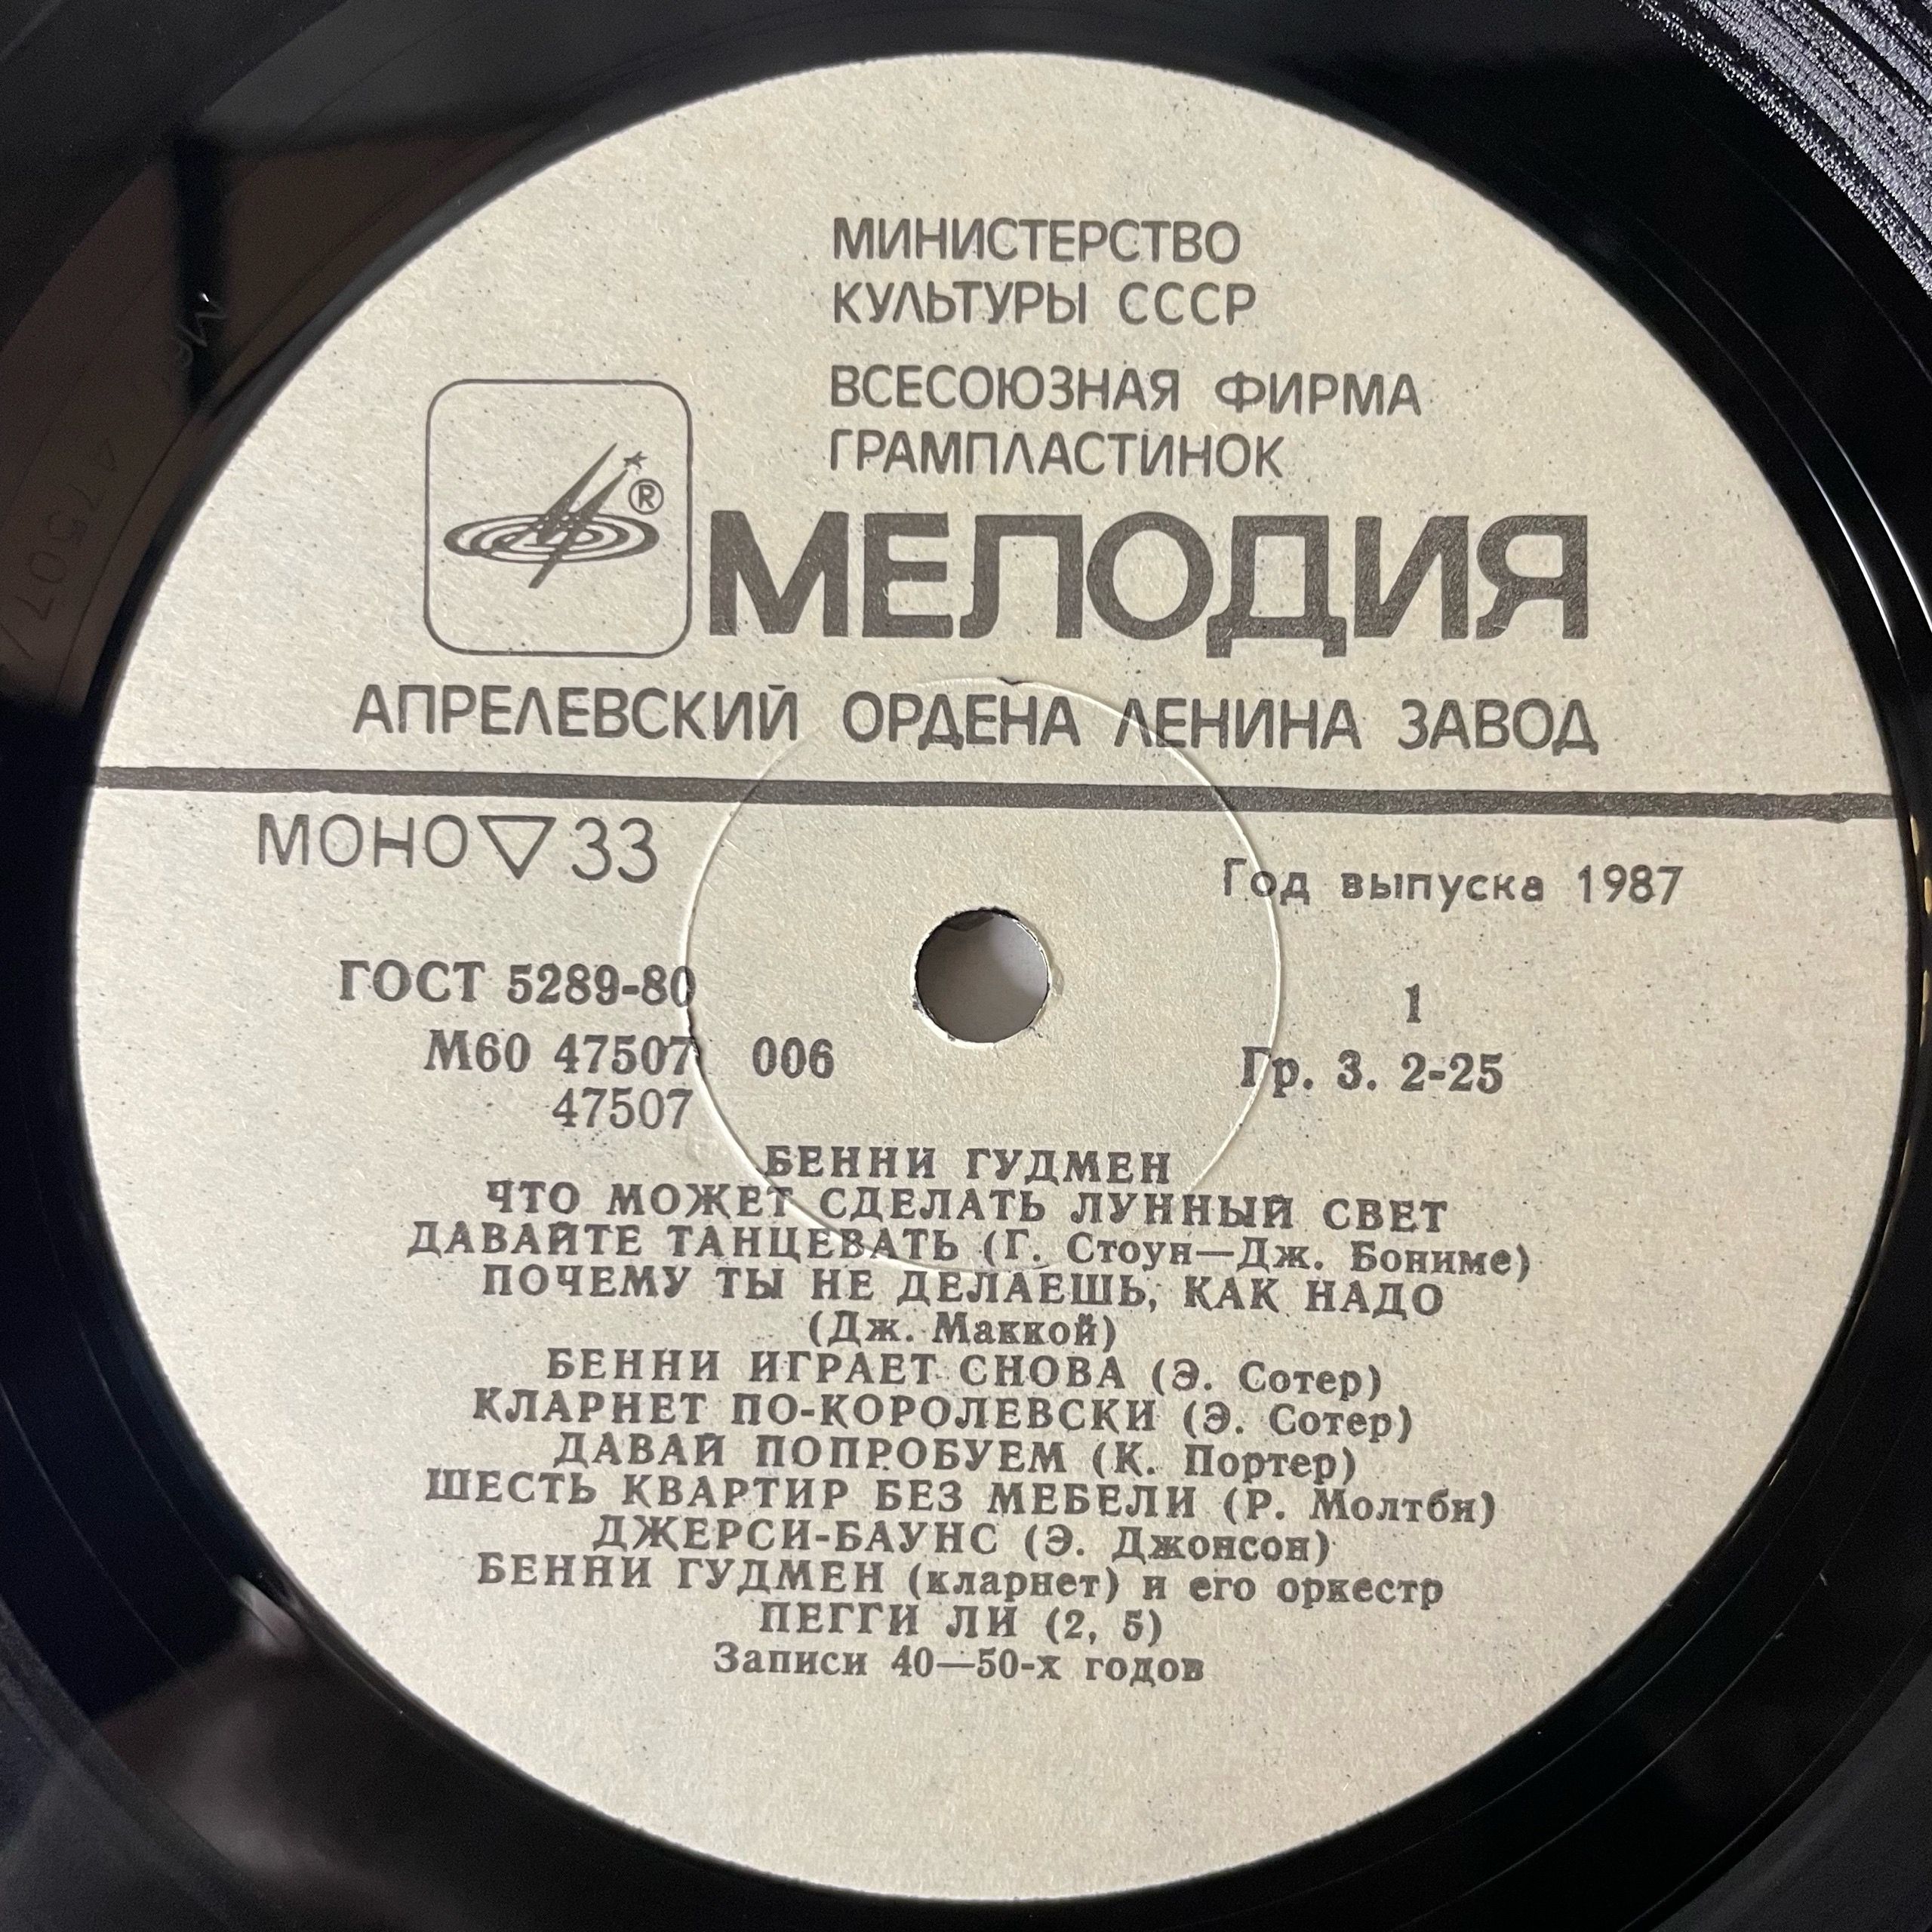 МИНИСТЕРСТВО
КУЛЬТУРЫ СССР
ВСЕСОЮЗНАЯ ФИРМА
ГРАМПЛАСТИНОК
®
МЕЛОДИЯ
АПРЕЛЕВСКИЙ ОРДЕНА ЛЕНИНА ЗАВОД
МОНО ▽ 33
Год выпуска 1987
ГОСТ 5289-80
1
М60 47507 006
Гр. 3. 2-25
47507
БЕННИ ГУДМЕН
ЧТО МОЖЕТ СДЕЛАТЬ ЛУННЫЙ СВЕТ
ДАВАЙТЕ ТАНЦЕВАТЬ (Г. Стоун—Дж. Бониме)
ПОЧЕМУ ТЫ НЕ ДЕЛАЕШЬ, КАК НАДО
(Дж. Маккой)
БЕННИ ИГРАЕТ СНОВА (Э. Сотер)
КЛАРНЕТ ПО-КОРОЛЕВСКИ (Э. Сотер)
ДАВАЙ ПОПРОБУЕМ (К. Портер)
ШЕСТЬ КВАРТИР БЕЗ МЕБЕЛИ (Р. Молтби)
ДЖЕРСИ-БАУНС (Э. Джонсон)
БЕННИ ГУДМЕН (кларнет) и его оркестр
ПЕГГИ ЛИ (2, 5)
Записи 40—50-х годов